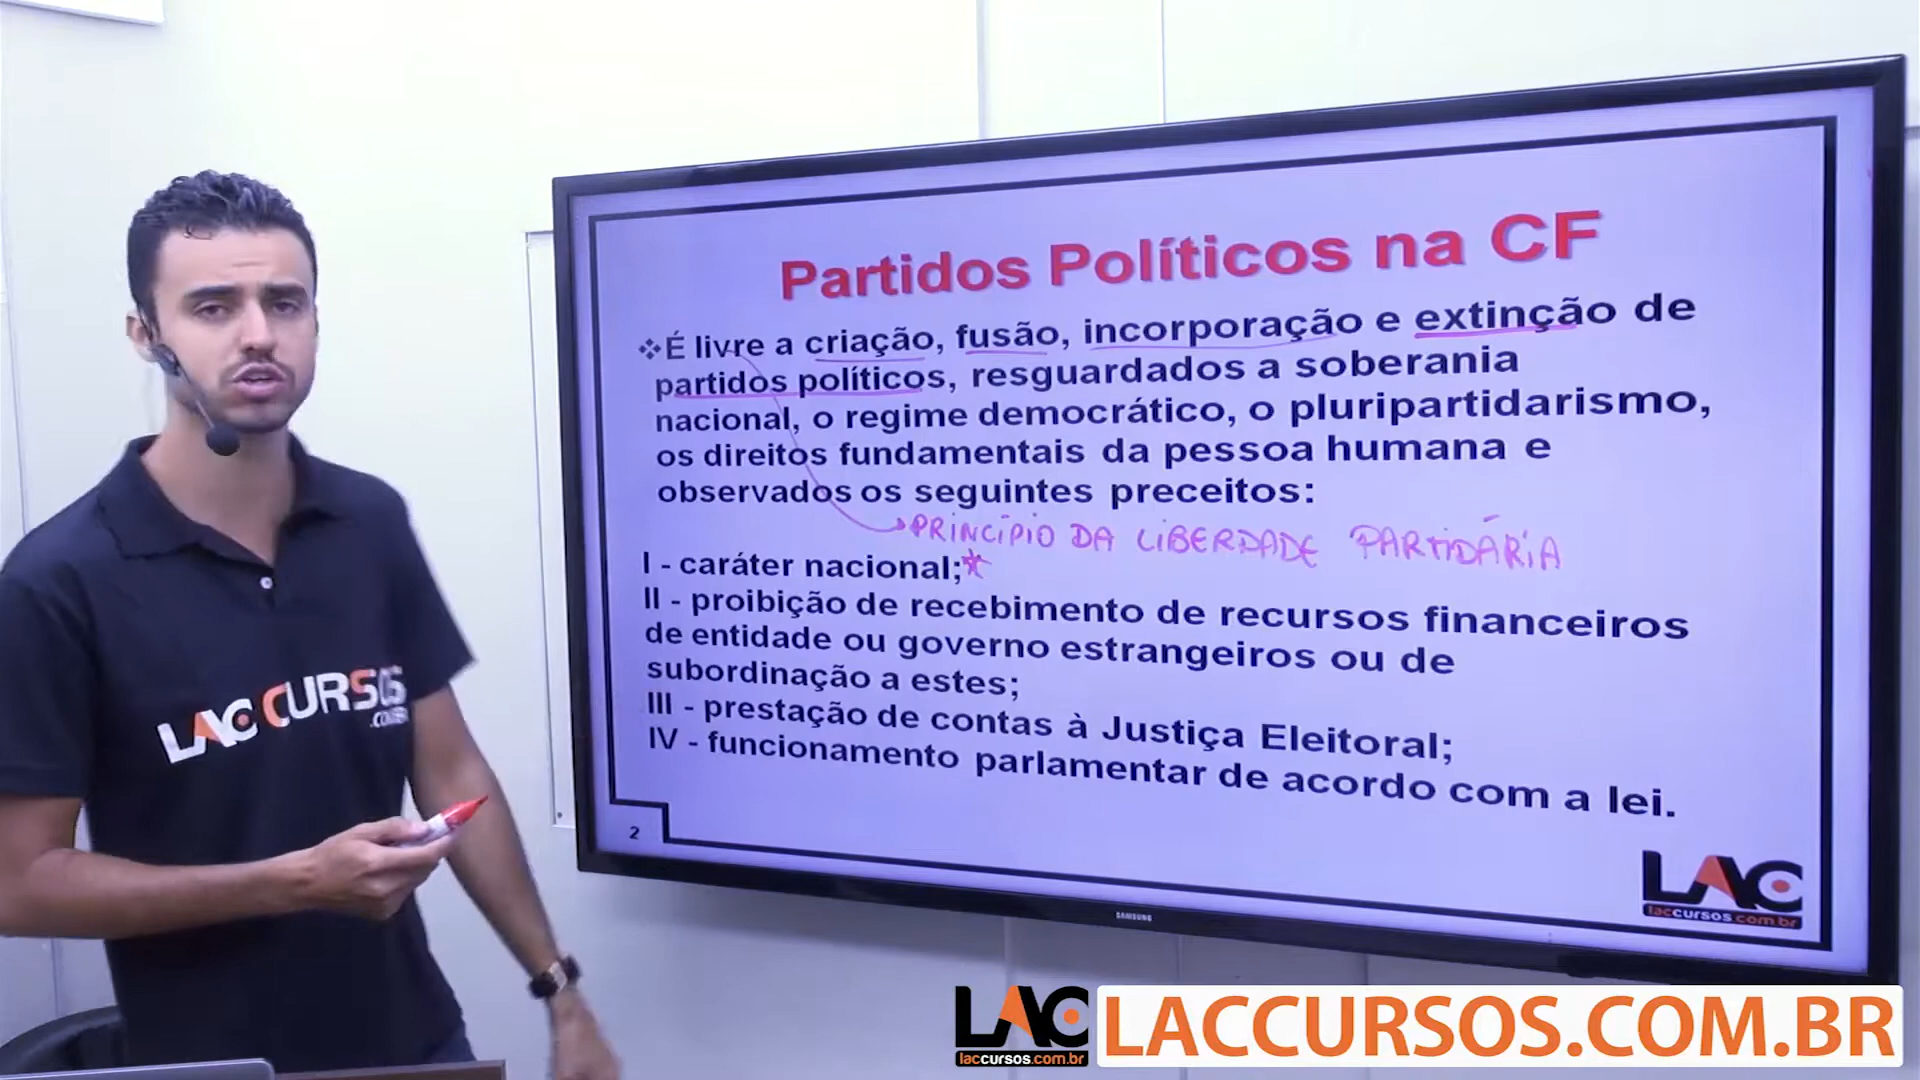 Partidos Políticos na CF
❖É livre a criação, fusão, incorporação e extinção de
partidos políticos, resguardados a soberania
nacional, o regime democrático, o pluripartidarismo,
os direitos fundamentais da pessoa humana e
observados os seguintes preceitos:
PRINCÍPIO DA LIBERDADE PARTIDÁRIA
I - caráter nacional;*
II - proibição de recebimento de recursos financeiros
de entidade ou governo estrangeiros ou de
subordinação a estes;
III - prestação de contas à Justiça Eleitoral;
IV - funcionamento parlamentar de acordo com a lei.
2
LAC
laccursos.com.br
SAMSUNG
LAC CURSOS
.COM.BR
LAC
laccursos.com.br
LACCURSOS.COM.BR